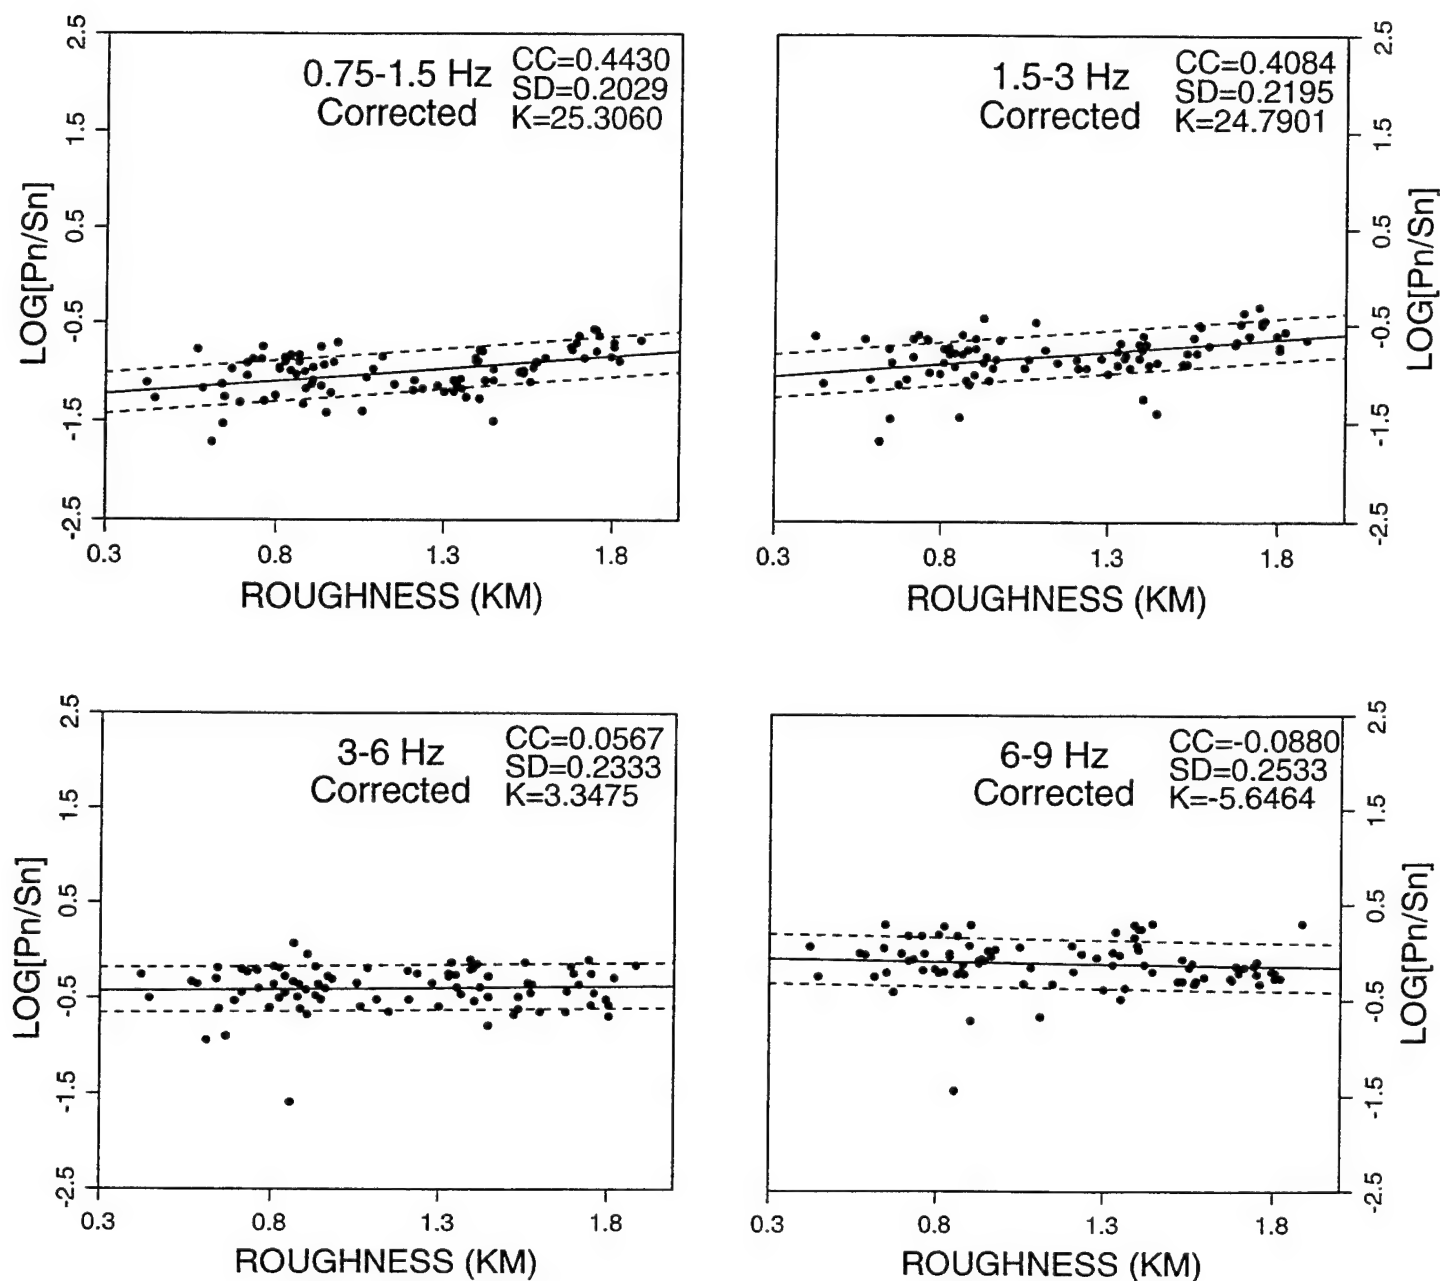 2.5
1.5
0.5
-0.5
-1.5
-2.5
LOG[Pn/Sn]
0.75-1.5 Hz
Corrected
CC=0.4430
SD=0.2029
K=25.3060
0.3 0.8 1.3 1.8
ROUGHNESS (KM)
1.5-3 Hz
Corrected
CC=0.4084
SD=0.2195
K=24.7901
2.5
1.5
0.5
-0.5
-1.5
-2.5
LOG[Pn/Sn]
0.3 0.8 1.3 1.8
ROUGHNESS (KM)
2.5
1.5
0.5
-0.5
-1.5
-2.5
LOG[Pn/Sn]
3-6 Hz
Corrected
CC=0.0567
SD=0.2333
K=3.3475
0.3 0.8 1.3 1.8
ROUGHNESS (KM)
6-9 Hz
Corrected
CC=-0.0880
SD=0.2533
K=-5.6464
2.5
1.5
0.5
-0.5
-1.5
-2.5
LOG[Pn/Sn]
0.3 0.8 1.3 1.8
ROUGHNESS (KM)